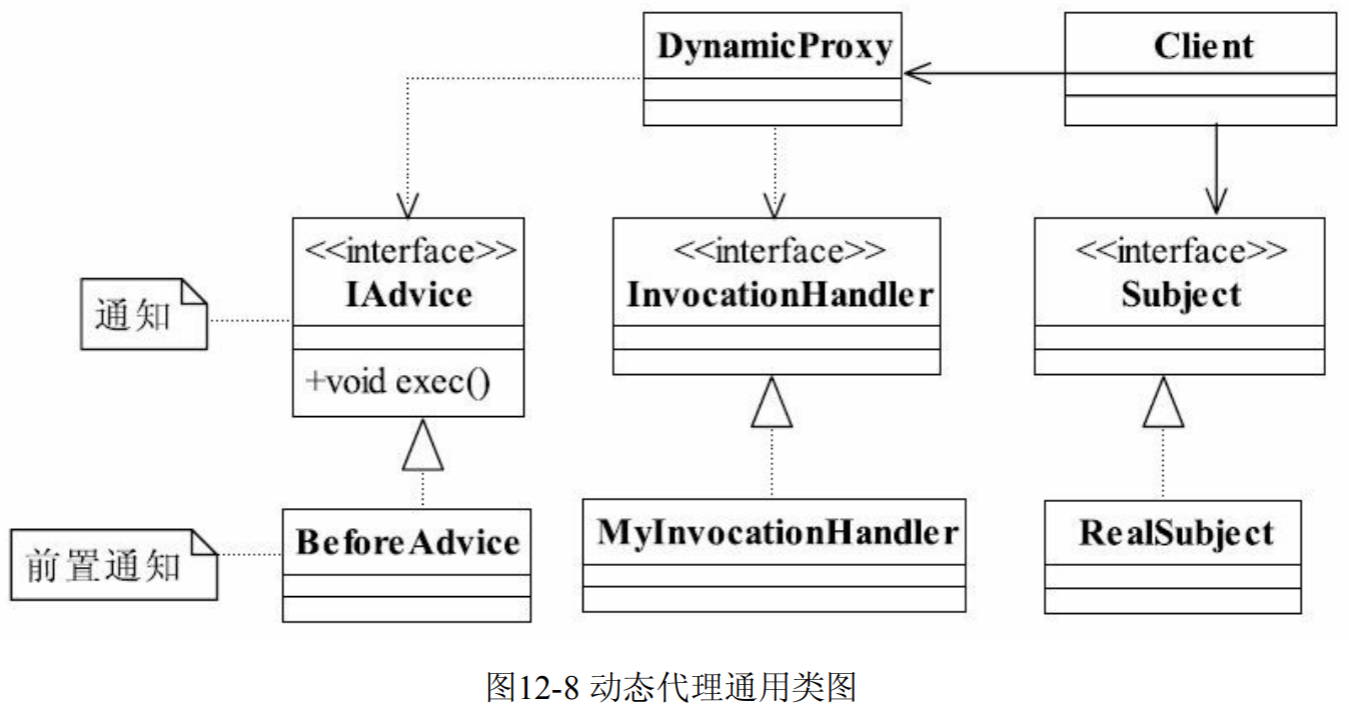 DynamicProxy
Client
<<interface>>
IAdvice
+void exec()
<<interface>>
InvocationHandler
<<interface>>
Subject
通知
BeforeAdvice
MyInvocationHandler
RealSubject
前置通知
图12-8 动态代理通用类图